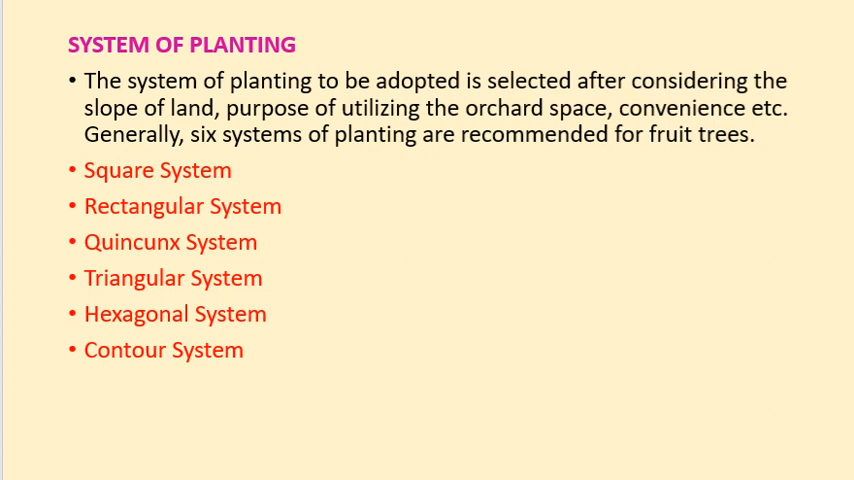 SYSTEM OF PLANTING
• The system of planting to be adopted is selected after considering the
slope of land, purpose of utilizing the orchard space, convenience etc.
Generally, six systems of planting are recommended for fruit trees.
• Square System
• Rectangular System
• Quincunx System
• Triangular System
• Hexagonal System
• Contour System